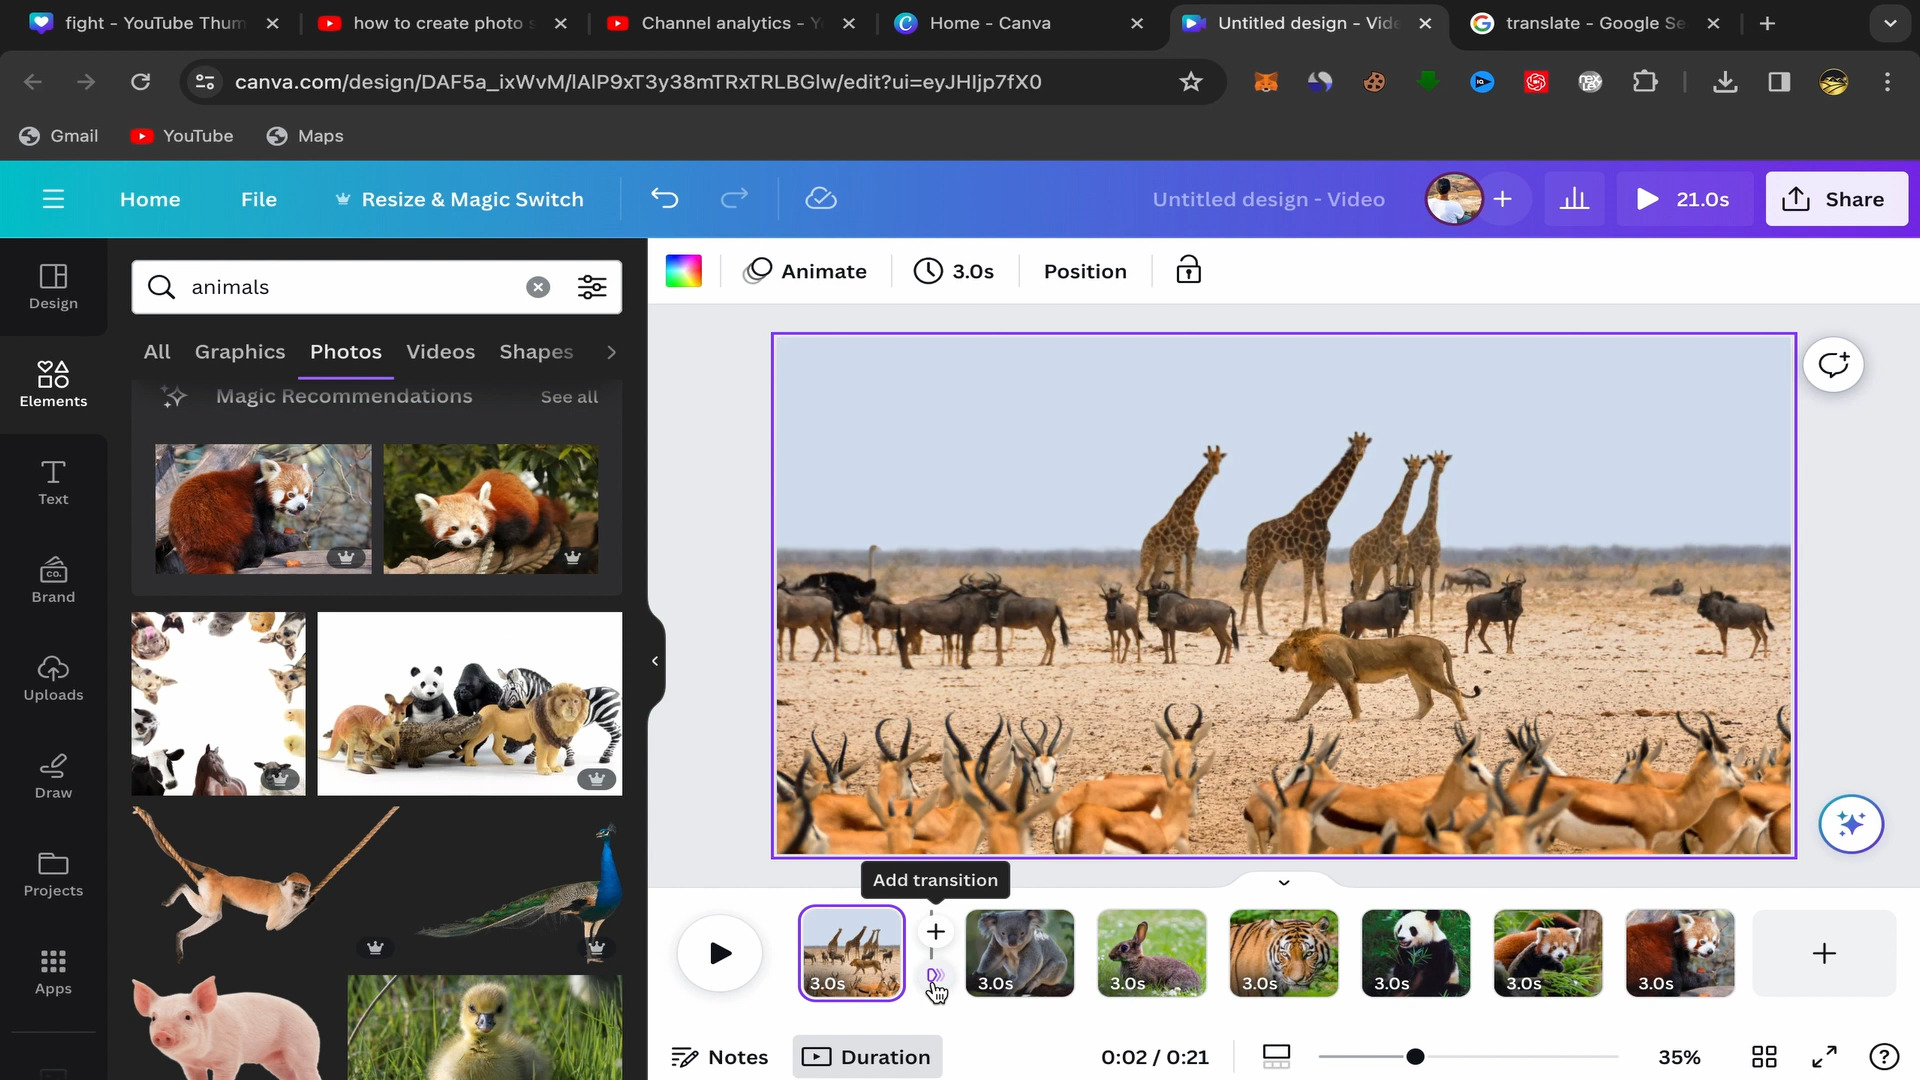 fight - YouTube Thum
how to create photo s
Channel analytics - Y
Home - Canva
Untitled design - Vide
translate - Google Se
canva.com/design/DAF5a_ixWvM/lAlP9xT3y38mTRxTRLBGlw/edit?ui=eyJHIjp7fX0
Gmail
YouTube
Maps
Home
File
Resize & Magic Switch
Untitled design - Video
21.0s
Share
Design
Elements
Text
Brand
Uploads
Draw
Projects
Apps
animals
All
Graphics
Photos
Videos
Shapes
Magic Recommendations
See all
Animate
3.0s
Position
Add transition
3.0s
3.0s
3.0s
3.0s
3.0s
3.0s
3.0s
Notes
Duration
0:02 / 0:21
35%